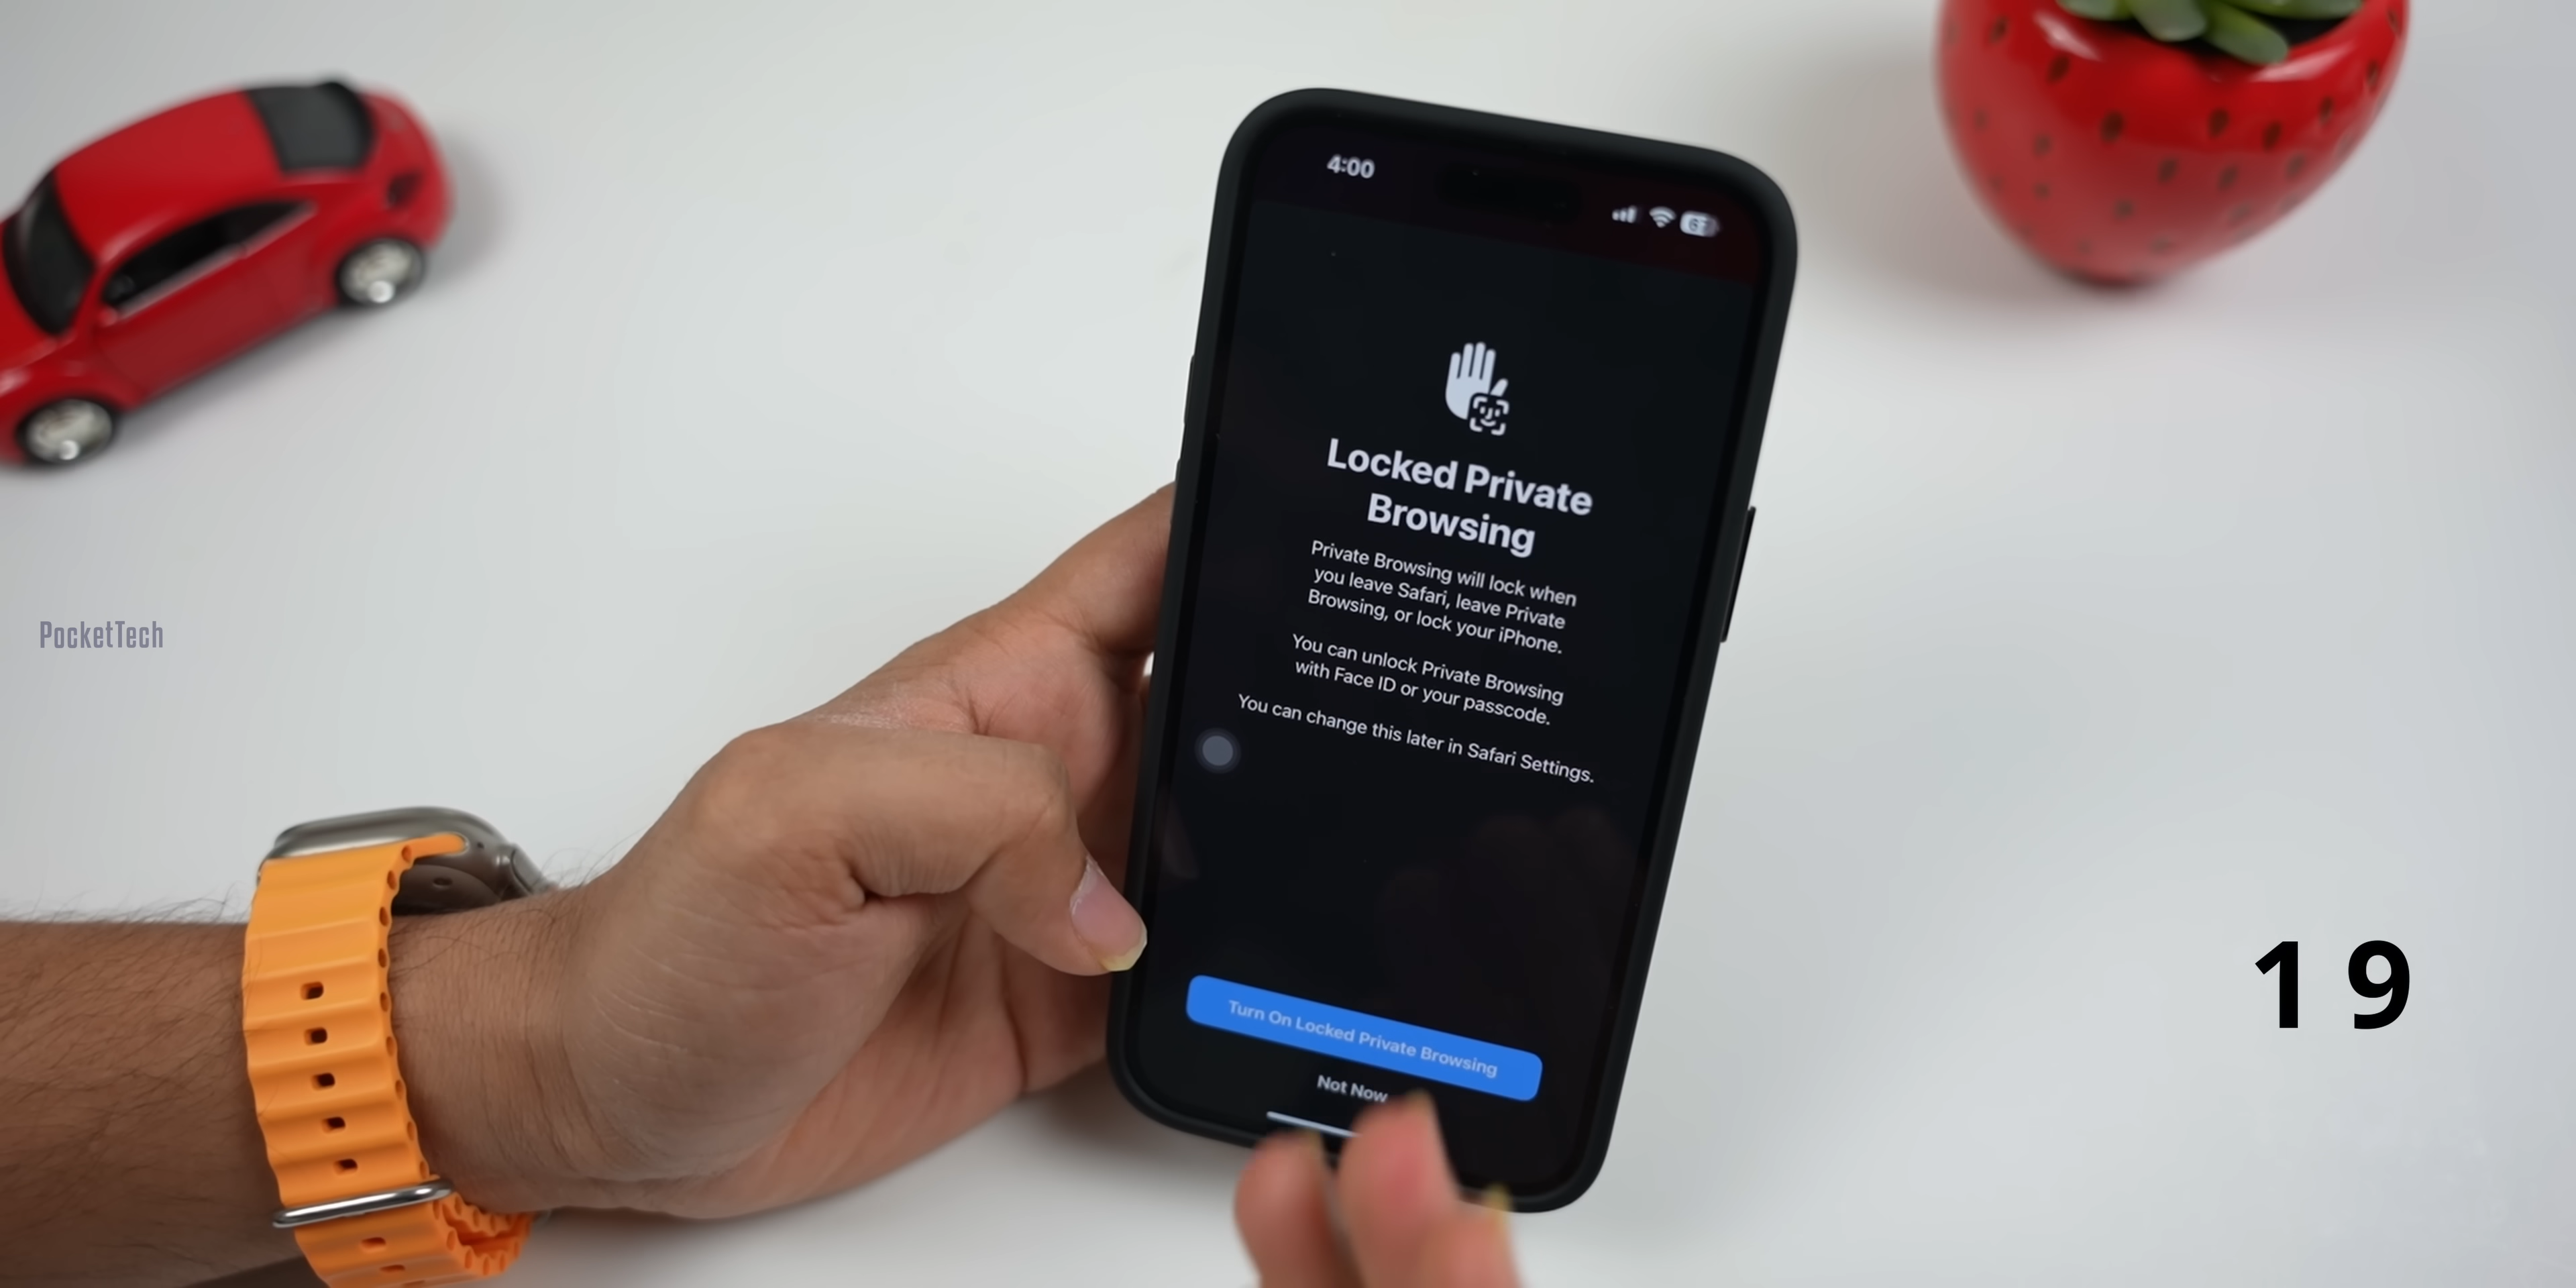 4:00
67
Locked Private
Browsing
Private Browsing will lock when
you leave Safari, leave Private
Browsing, or lock your iPhone.
You can unlock Private Browsing
with Face ID or your passcode.
You can change this later in Safari Settings.
Turn On Locked Private Browsing
Not Now
PocketTech
19